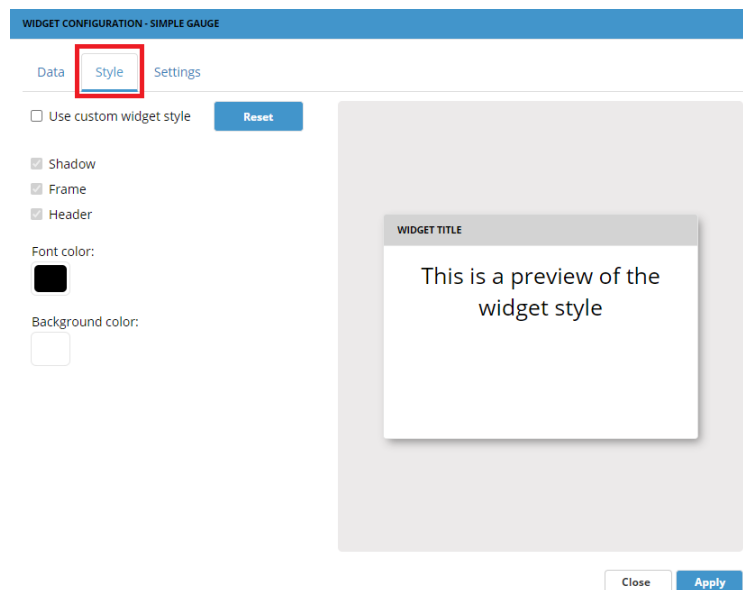 WIDGET CONFIGURATION - SIMPLE GAUGE
Data Style Settings
Use custom widget style Reset
Shadow
Frame
Header
Font color:
Background color:
WIDGET TITLE
This is a preview of the
widget style
Close Apply